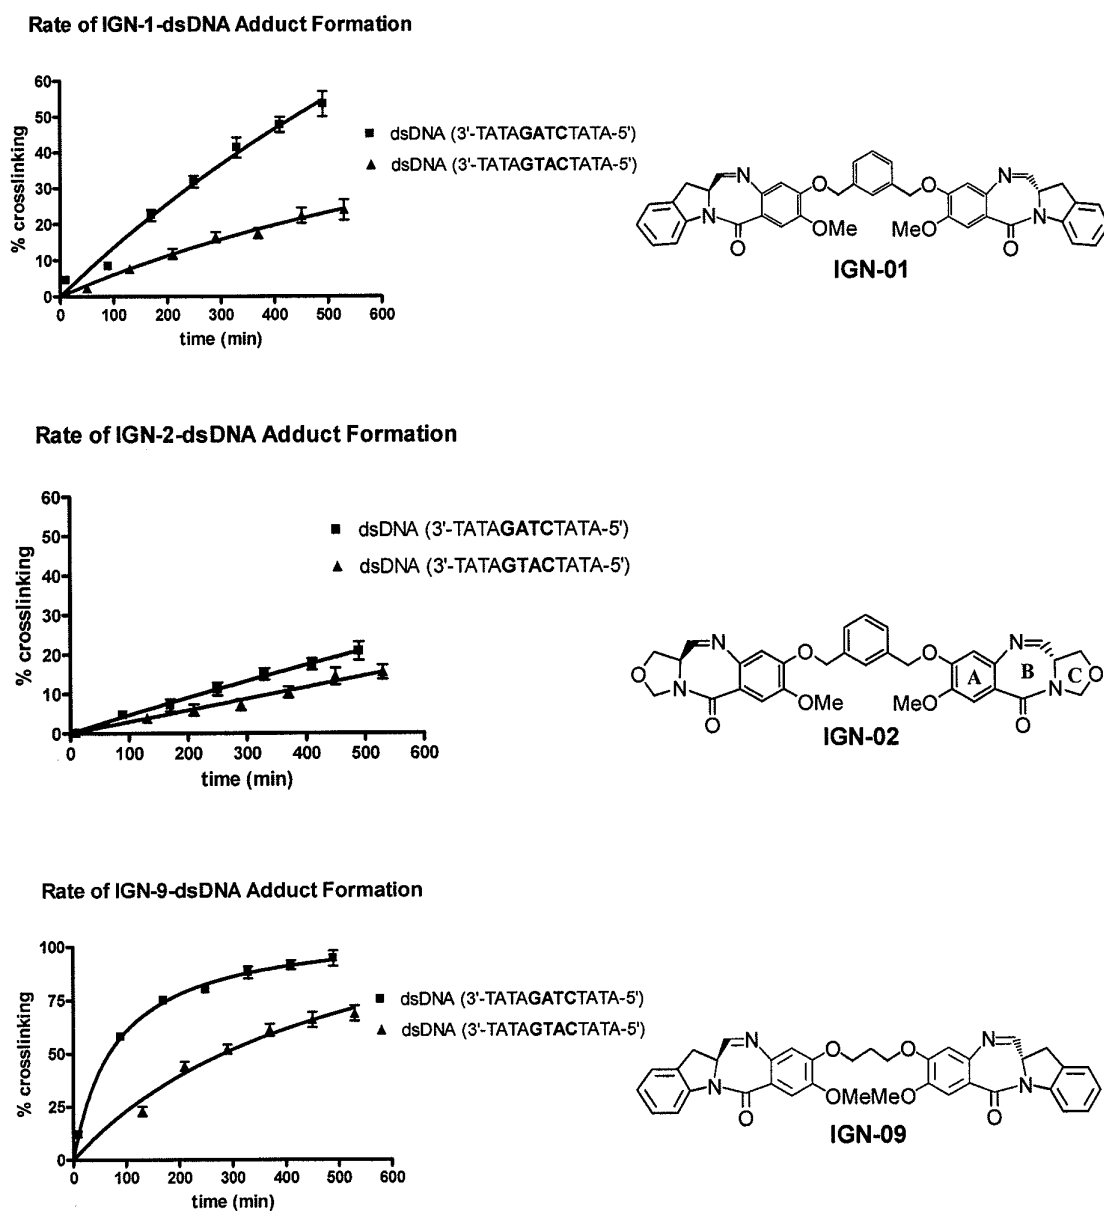 Rate of IGN-1-dsDNA Adduct Formation
60
50
40
30
20
10
0
% crosslinking
0 100 200 300 400 500 600
time (min)
dsDNA (3'-TATAGATCTATA-5')
dsDNA (3'-TATAGTACTATA-5')
N
N
O
O
O
OMe
MeO
N
N
O
IGN-01
Rate of IGN-2-dsDNA Adduct Formation
60
50
40
30
20
10
0
% crosslinking
0 100 200 300 400 500 600
time (min)
dsDNA (3'-TATAGATCTATA-5')
dsDNA (3'-TATAGTACTATA-5')
O
N
N
O
O
OMe
O
MeO
A
N
B
N
C
O
O
IGN-02
Rate of IGN-9-dsDNA Adduct Formation
100
75
50
25
0
% crosslinking
0 100 200 300 400 500 600
time (min)
dsDNA (3'-TATAGATCTATA-5')
dsDNA (3'-TATAGTACTATA-5')
N
N
O
O
O
OMeMeO
N
N
O
IGN-09